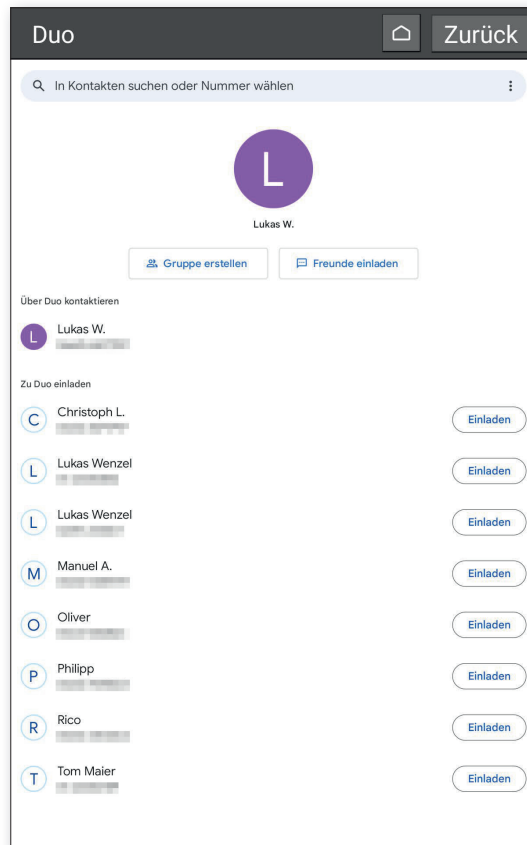 Duo
Zurück
In Kontakten suchen oder Nummer wählen
L
Lukas W.
Gruppe erstellen
Freunde einladen
Über Duo kontaktieren
L Lukas W.
Zu Duo einladen
C Christoph L. Einladen
L Lukas Wenzel Einladen
L Lukas Wenzel Einladen
M Manuel A. Einladen
O Oliver Einladen
P Philipp Einladen
R Rico Einladen
T Tom Maier Einladen